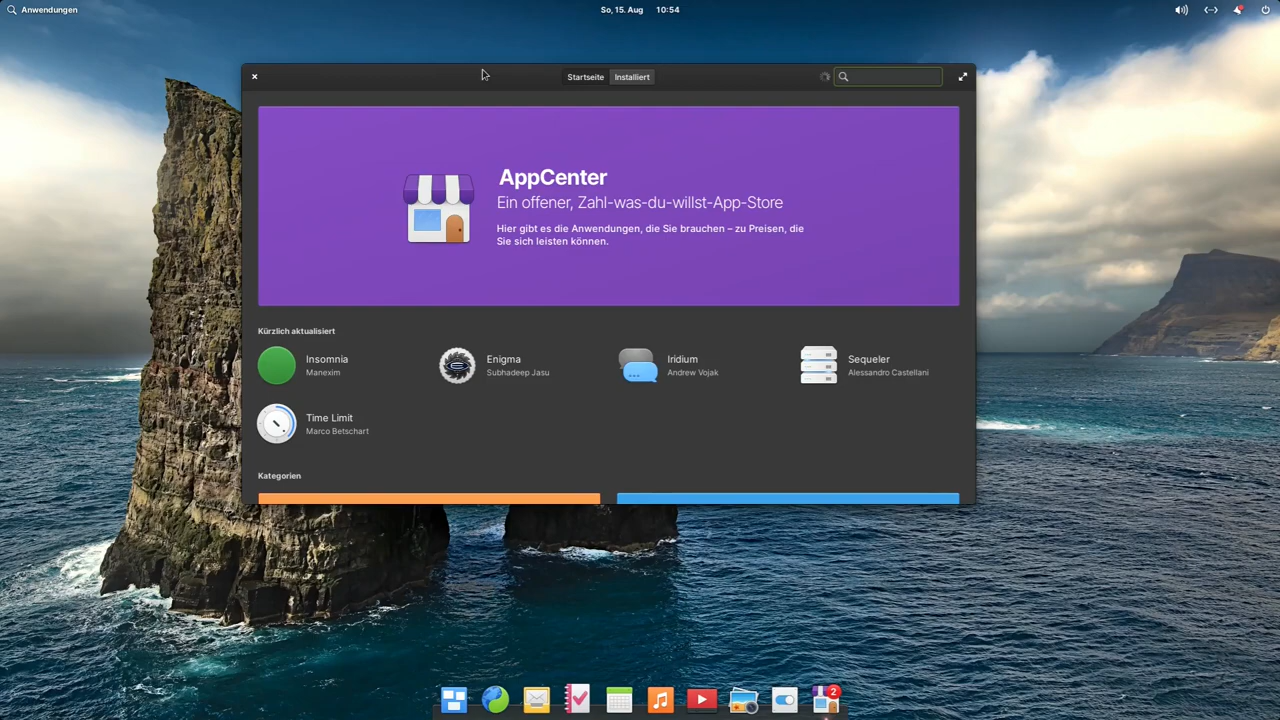 Anwendungen
So, 15. Aug 10:54
Startseite Installiert
AppCenter
Ein offener, Zahl-was-du-willst-App-Store
Hier gibt es die Anwendungen, die Sie brauchen – zu Preisen, die
Sie sich leisten können.
Kürzlich aktualisiert
Insomnia
Manexim
Enigma
Subhadeep Jasu
Iridium
Andrew Vojak
Sequeler
Alessandro Castellani
Time Limit
Marco Betschart
Kategorien
2